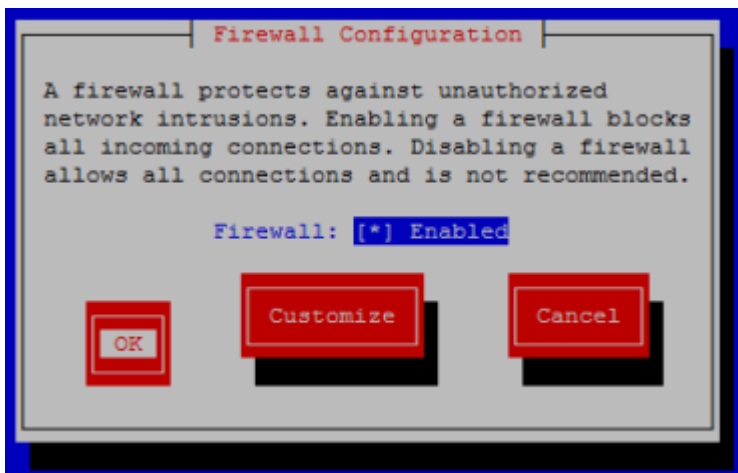 Firewall Configuration
A firewall protects against unauthorized
network intrusions. Enabling a firewall blocks
all incoming connections. Disabling a firewall
allows all connections and is not recommended.
Firewall: [*] Enabled
OK Customize Cancel